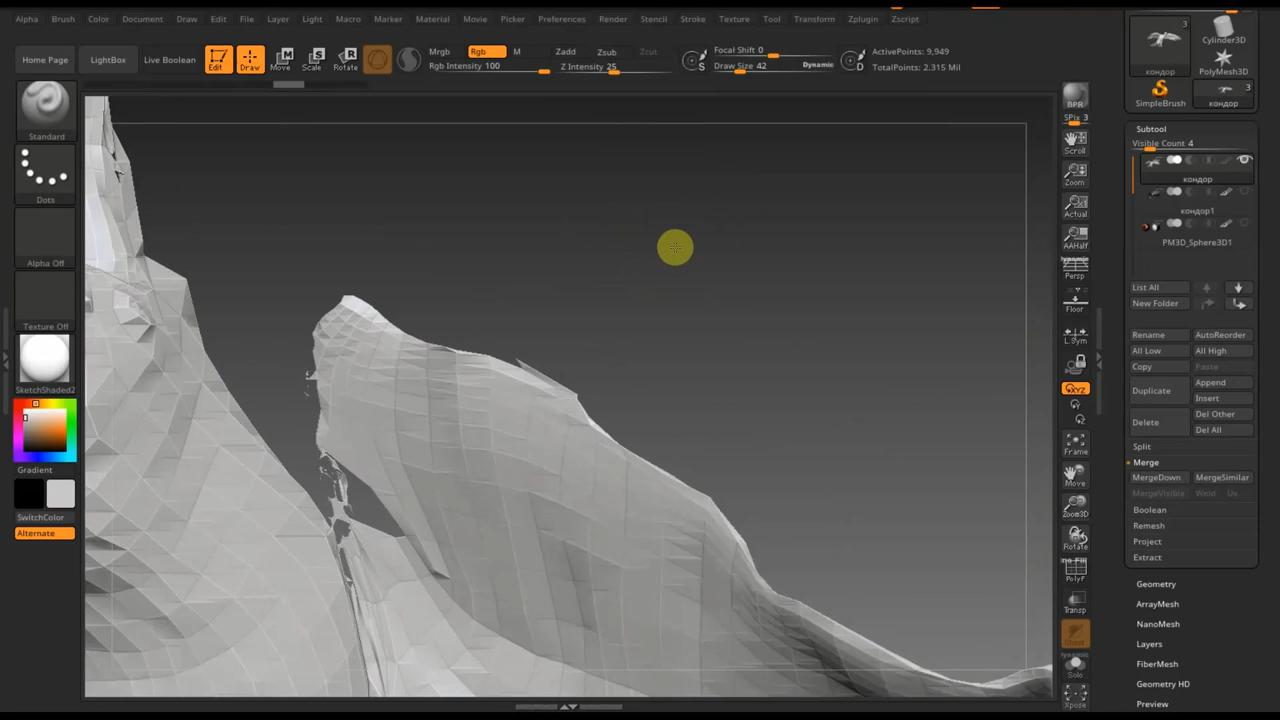 Alpha Brush Color Document Draw Edit File Layer Light Macro Marker Material Movie Picker Preferences Render Stencil Stroke Texture Tool Transform Zplugin Zscript
Home Page LightBox Live Boolean Edit Draw Move Scale Rotate
Mrgb Rgb M Zadd Zsub Zcut
Rgb Intensity 100 Z Intensity 25
Focal Shift 0
Draw Size 42 Dynamic
S
D
ActivePoints: 9,949
TotalPoints: 2.315 Mil
Standard
Dots
Alpha Off
Texture Off
SketchShaded2
Gradient
SwitchColor
Alternate
BPR
SPix 3
Scroll
Zoom
Actual
AAHalf
Dynamic
Persp
Floor
L.Sym
XYZ
Y
Z
Frame
Move
Zoom3D
Rotate
PolyF
Transp
Ghost
Dynamic
Solo
Xpose
3
кондор
Cylinder3D
PolyMesh3D
SimpleBrush
3
кондор
Subtool
Visible Count 4
кондор
кондор1
PM3D_Sphere3D1
List All
New Folder
Rename AutoReorder
All Low All High
Copy Paste
Duplicate Append
Insert
Delete Del Other
Del All
Split
Merge
MergeDown MergeSimilar
MergeVisible Weld Uv
Boolean
Remesh
Project
Extract
Geometry
ArrayMesh
NanoMesh
Layers
FiberMesh
Geometry HD
Preview